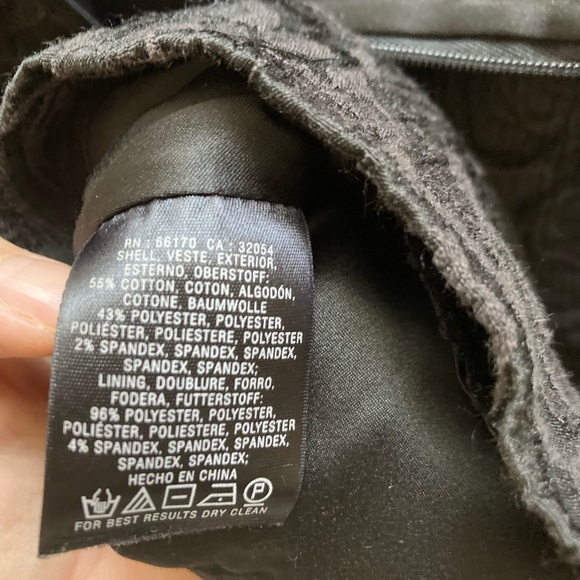 RN : 66170 CA : 32054
SHELL, VESTE, EXTERIOR,
ESTERNO, OBERSTOFF;
55% COTTON, COTON, ALGODÓN,
COTONE, BAUMWOLLE
43% POLYESTER, POLYESTER,
POLIÉSTER, POLIESTERE, POLYESTER
2% SPANDEX, SPANDEX, SPANDEX,
SPANDEX, SPANDEX;
LINING, DOUBLURE, FORRO,
FODERA, FUTTERSTOFF:
96% POLYESTER, POLYESTER,
POLIÉSTER, POLIESTERE, POLYESTER
4% SPANDEX, SPANDEX, SPANDEX,
SPANDEX, SPANDEX;
HECHO EN CHINA
P
FOR BEST RESULTS DRY CLEAN